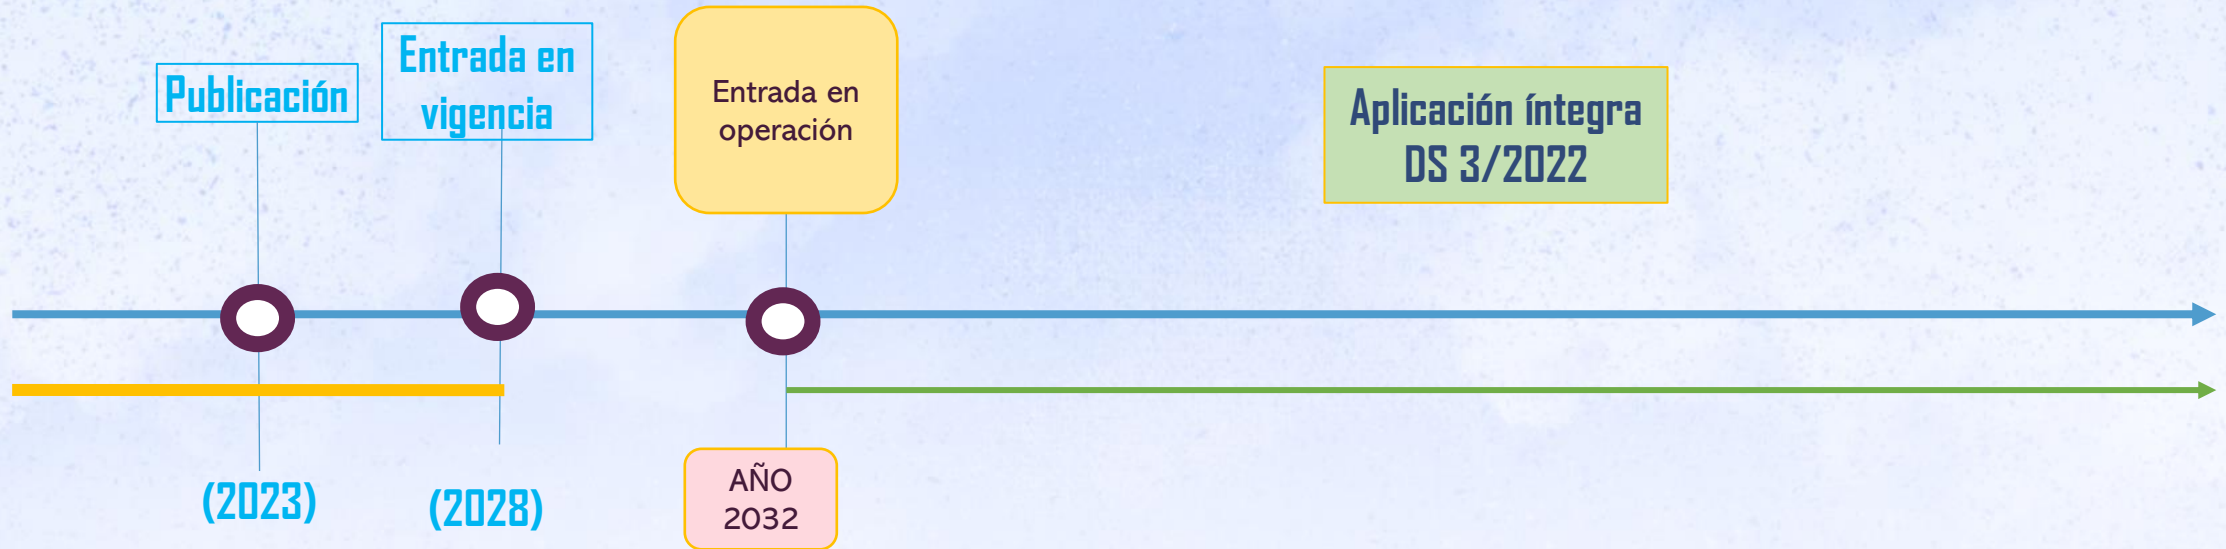 Publicación
Entrada en
vigencia
Entrada en
operación
Aplicación íntegra
DS 3/2022
(2023)
(2028)
AÑO
2032